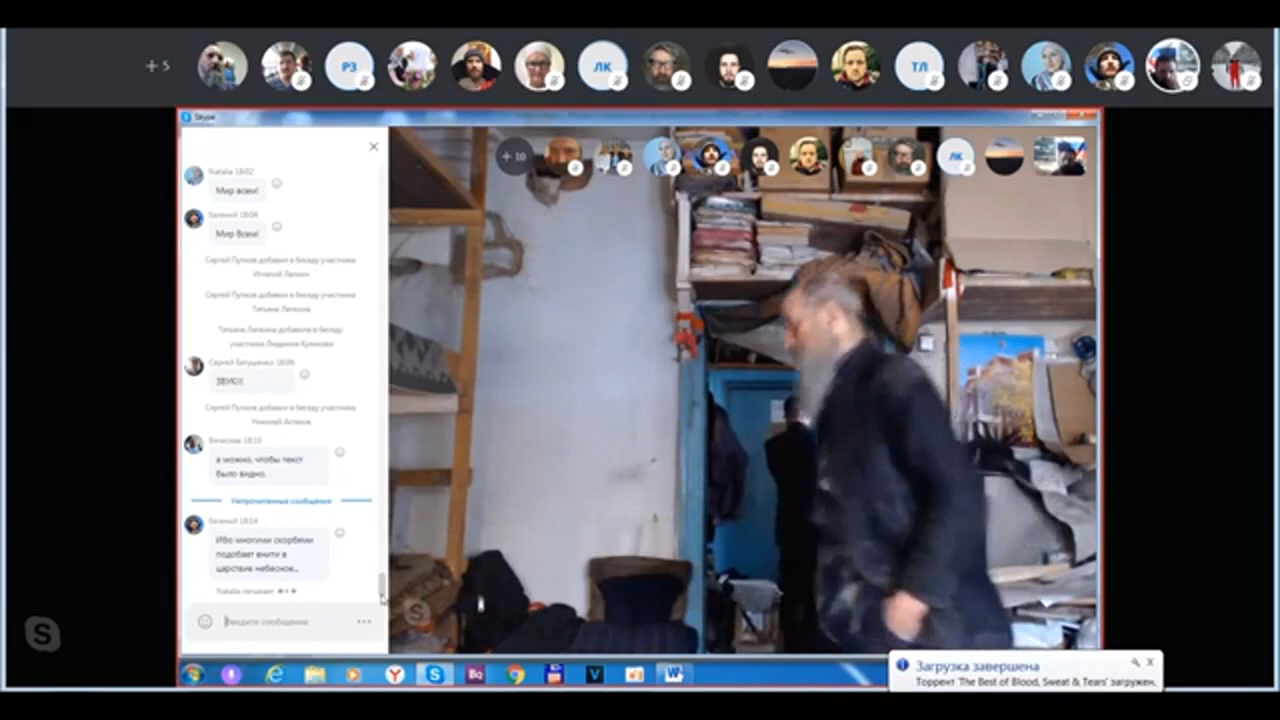 + 5
РЗ
ЛК
ТЛ
Skype
+ 10
ЛК
Natalia 18:02
Мир всем!
Евгений 18:04
Мир Всем!
Сергей Пупков добавил в беседу участника
Игнатий Лапкин
Сергей Пупков добавил в беседу участника
Татьяна Лапкина
Татьяна Лапкина добавила в беседу
участника Людмила Куликова
Сергей Евтушенко 18:06
ЗВУК!!!
Сергей Пупков добавил в беседу участника
Николай Астахов
Вячеслав 18:10
а можно, чтобы текст
было видно.
Непрочитанные сообщения
Евгений 18:14
Ибо многими скорбями
подобает внити в
царствие небесное...
Natalia печатает
Введите сообщение
Загрузка завершена
Торрент 'The Best of Blood, Sweat & Tears' загружен.